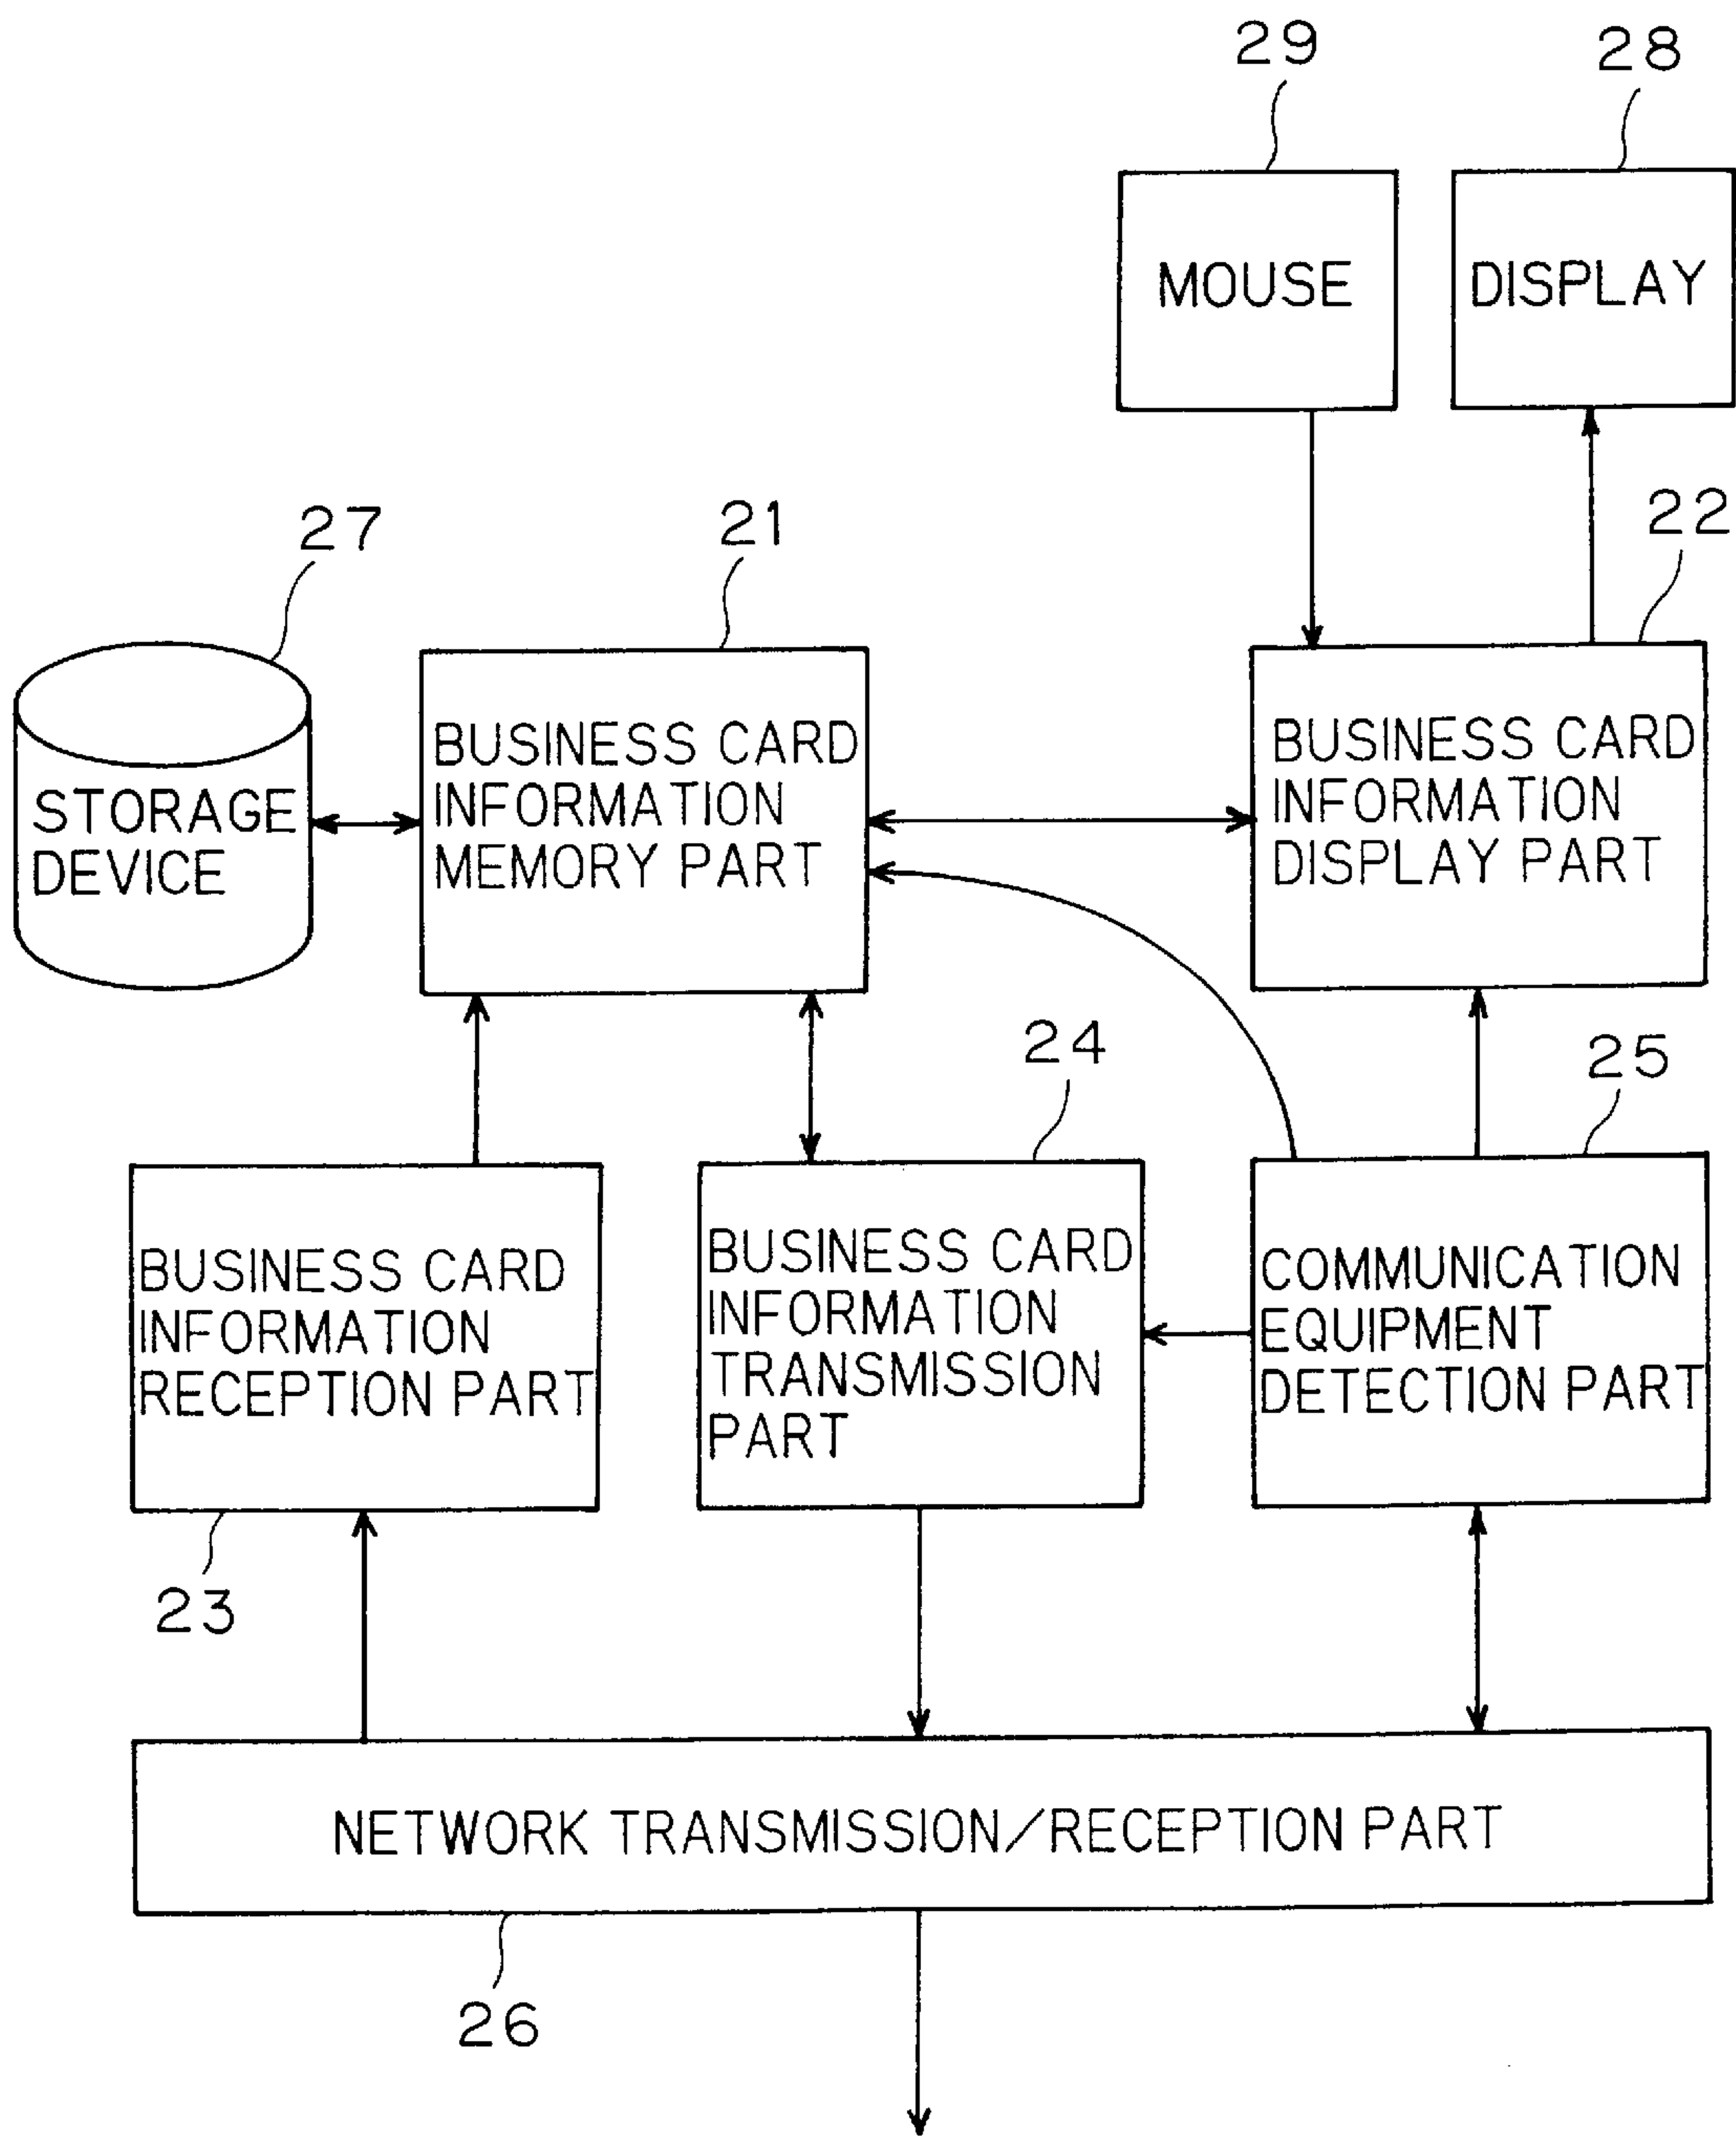 29
28
MOUSE
DISPLAY
27
21
22
STORAGE
DEVICE
BUSINESS CARD
INFORMATION
MEMORY PART
BUSINESS CARD
INFORMATION
DISPLAY PART
24
25
BUSINESS CARD
INFORMATION
RECEPTION PART
BUSINESS CARD
INFORMATION
TRANSMISSION
PART
COMMUNICATION
EQUIPMENT
DETECTION PART
23
NETWORK TRANSMISSION/RECEPTION PART
26